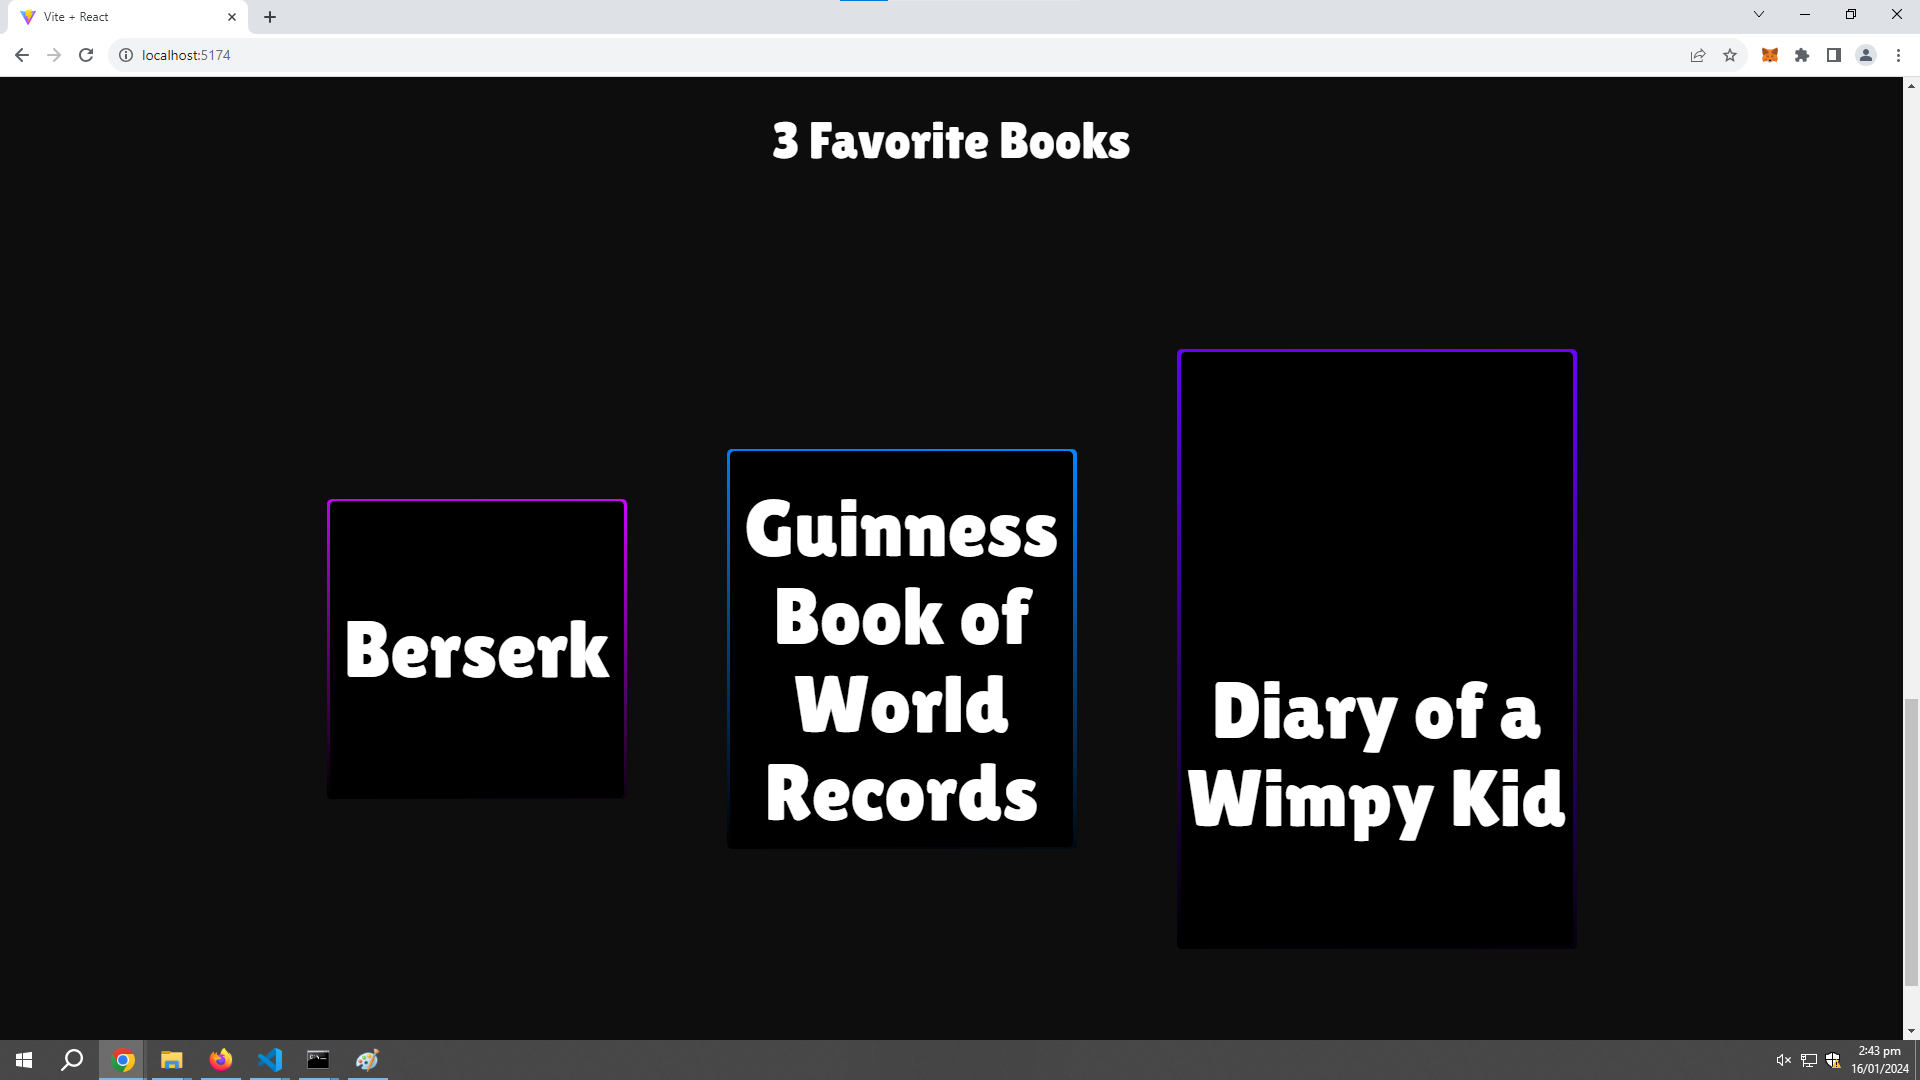 Vite + React
localhost:5174
3 Favorite Books
Berserk
Guinness
Book of
World
Records
Diary of a
Wimpy Kid
2:43 pm
16/01/2024